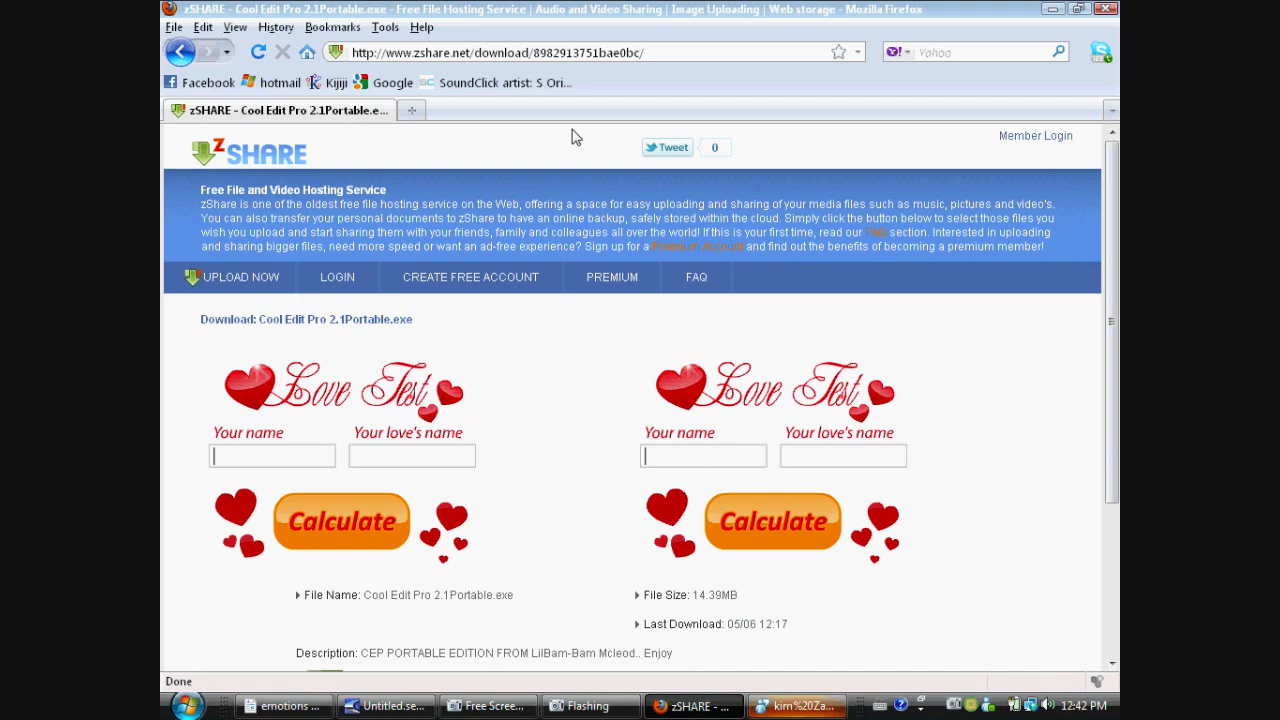 zSHARE - Cool Edit Pro 2.1Portable.exe - Free File Hosting Service | Audio and Video Sharing | Image Uploading | Web storage - Mozilla Firefox
File Edit View History Bookmarks Tools Help
http://www.zshare.net/download/8982913751bae0bc/
Y! Yahoo
Facebook hotmail Kijiji Google SC SoundClick artist: S Ori...
zSHARE - Cool Edit Pro 2.1Portable.e...
Member Login
zSHARE
Tweet 0
Free File and Video Hosting Service
zShare is one of the oldest free file hosting service on the Web, offering a space for easy uploading and sharing of your media files such as music, pictures and video's.
You can also transfer your personal documents to zShare to have an online backup, safely stored within the cloud. Simply click the button below to select those files you
wish you upload and start sharing them with your friends, family and colleagues all over the world! If this is your first time, read our FAQ section. Interested in uploading
and sharing bigger files, need more speed or want an ad-free experience? Sign up for a Premium Account and find out the benefits of becoming a premium member!
UPLOAD NOW LOGIN CREATE FREE ACCOUNT PREMIUM FAQ
Download: Cool Edit Pro 2.1Portable.exe
Love Test Love Test
Your name Your love's name Your name Your love's name
Calculate Calculate
File Name: Cool Edit Pro 2.1Portable.exe File Size: 14.39MB
Last Download: 05/06 12:17
Description: CEP PORTABLE EDITION FROM LilBam-Bam Mcleod.. Enjoy
Done
emotions ... Untitled.se... Free Scree... Flashing zSHARE - ... kim%20Za... 12:42 PM